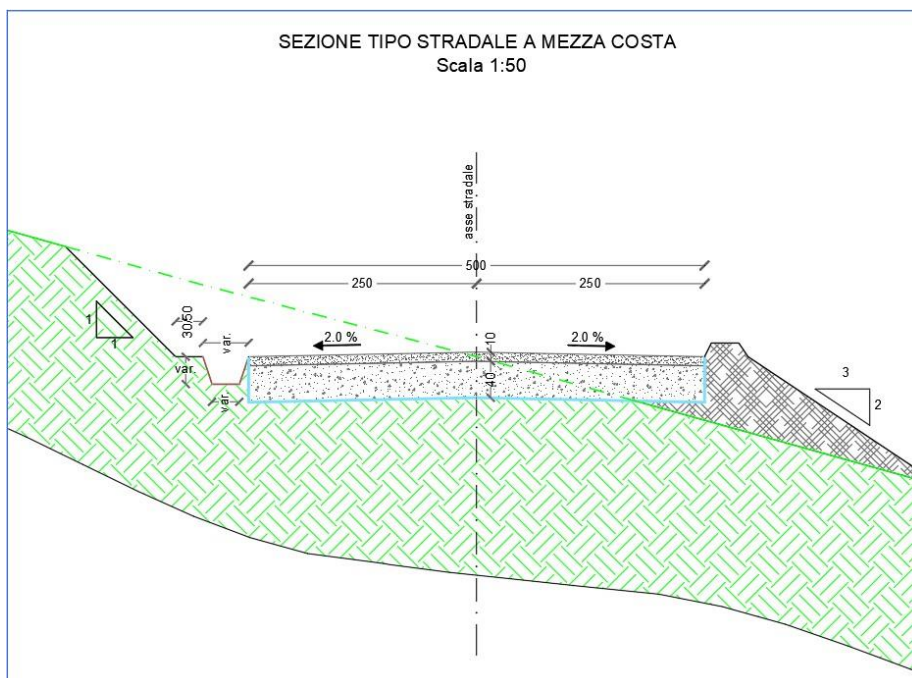 SEZIONE TIPO STRADALE A MEZZA COSTA
Scala 1:50
asse stradale
500
250
250
30/50
var.
2.0 %
2.0 %
10
40
var.
var.
1
1
3
2